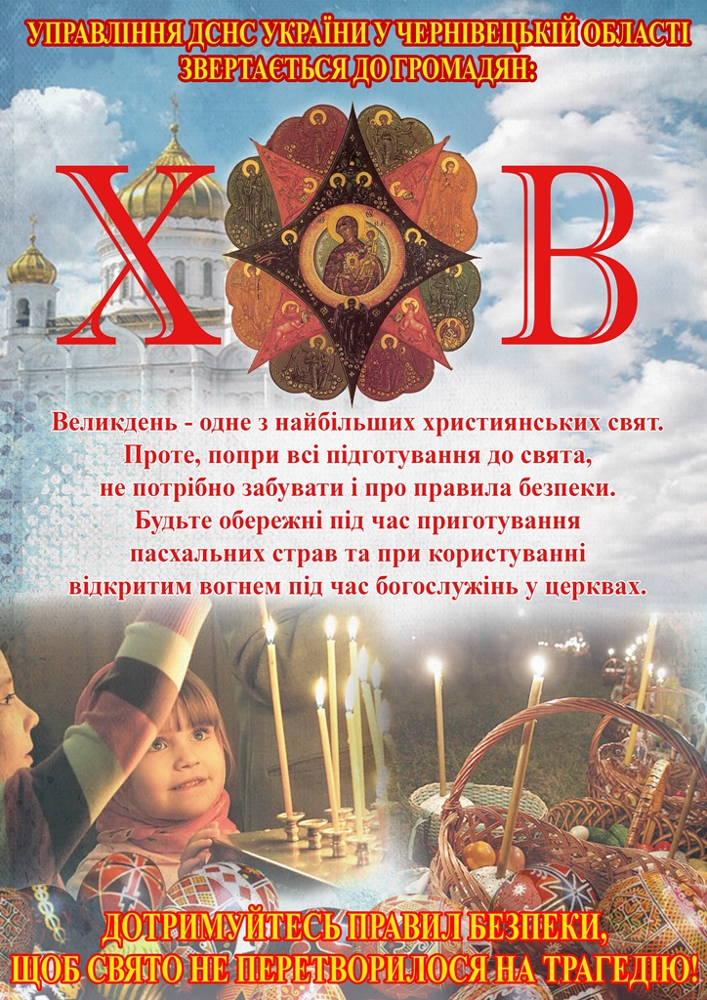 УПРАВЛІННЯ ДСНС УКРАЇНИ У ЧЕРНІВЕЦЬКІЙ ОБЛАСТІ
ЗВЕРТАЄТЬСЯ ДО ГРОМАДЯН:
Х В
Великдень - одне з найбільших християнських свят.
Проте, попри всі підготування до свята,
не потрібно забувати і про правила безпеки.
Будьте обережні під час приготування
пасхальних страв та при користуванні
відкритим вогнем під час богослужінь у церквах.
ДОТРИМУЙТЕСЬ ПРАВИЛ БЕЗПЕКИ,
ЩОБ СВЯТО НЕ ПЕРЕТВОРИЛОСЯ НА ТРАГЕДІЮ!